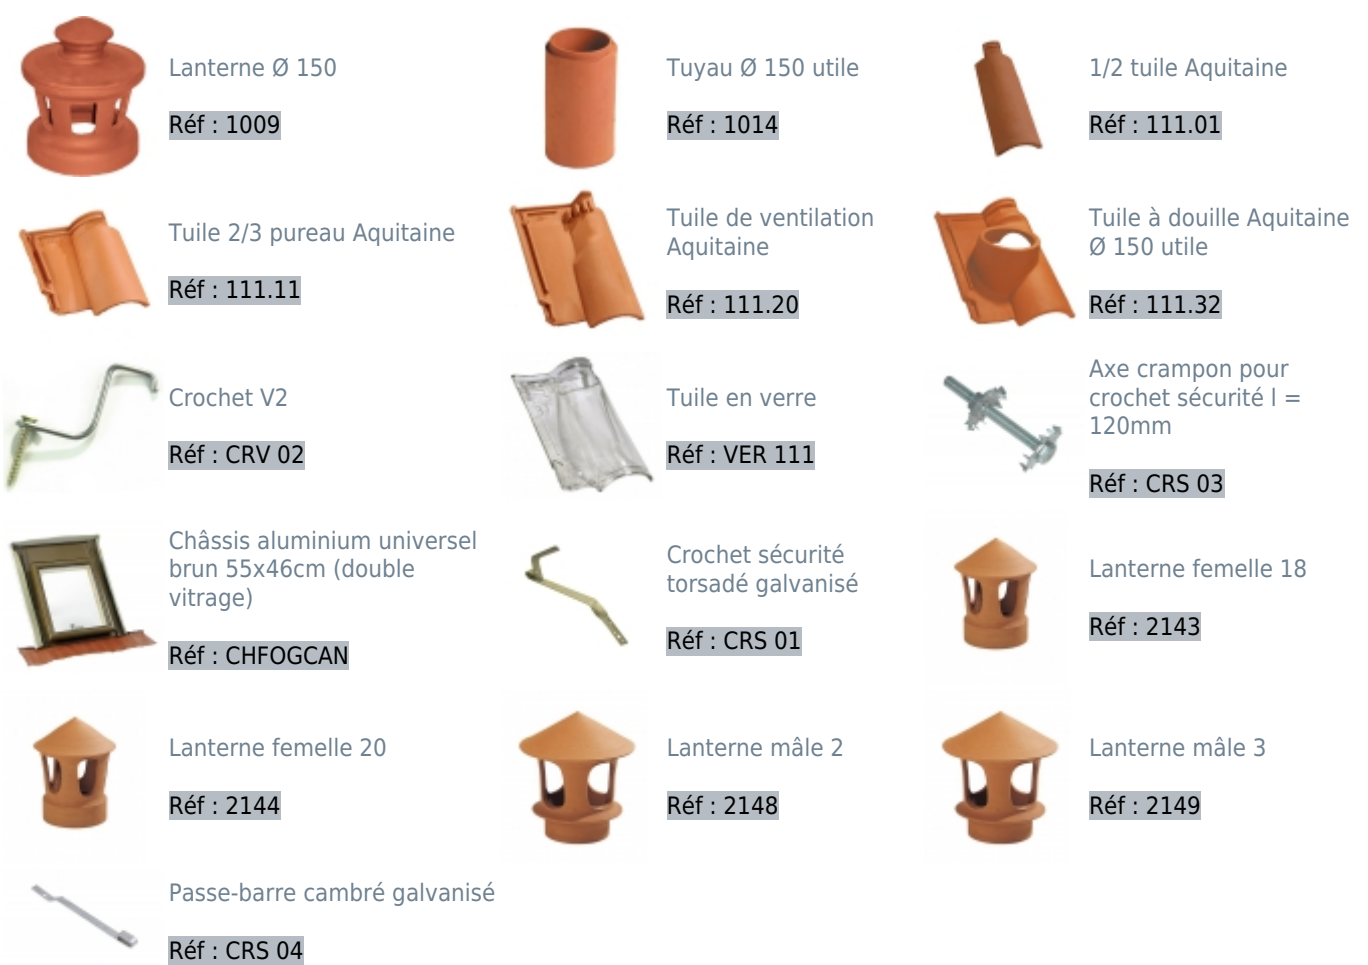 Lanterne Ø 150
Réf : 1009
Tuyau Ø 150 utile
Réf : 1014
1/2 tuile Aquitaine
Réf : 111.01
Tuile 2/3 pureau Aquitaine
Réf : 111.11
Tuile de ventilation
Aquitaine
Réf : 111.20
Tuile à douille Aquitaine
Ø 150 utile
Réf : 111.32
Crochet V2
Réf : CRV 02
Tuile en verre
Réf : VER 111
Axe crampon pour
crochet sécurité l =
120mm
Réf : CRS 03
Châssis aluminium universel
brun 55x46cm (double
vitrage)
Réf : CHFOGCAN
Crochet sécurité
torsadé galvanisé
Réf : CRS 01
Lanterne femelle 18
Réf : 2143
Lanterne femelle 20
Réf : 2144
Lanterne mâle 2
Réf : 2148
Lanterne mâle 3
Réf : 2149
Passe-barre cambré galvanisé
Réf : CRS 04